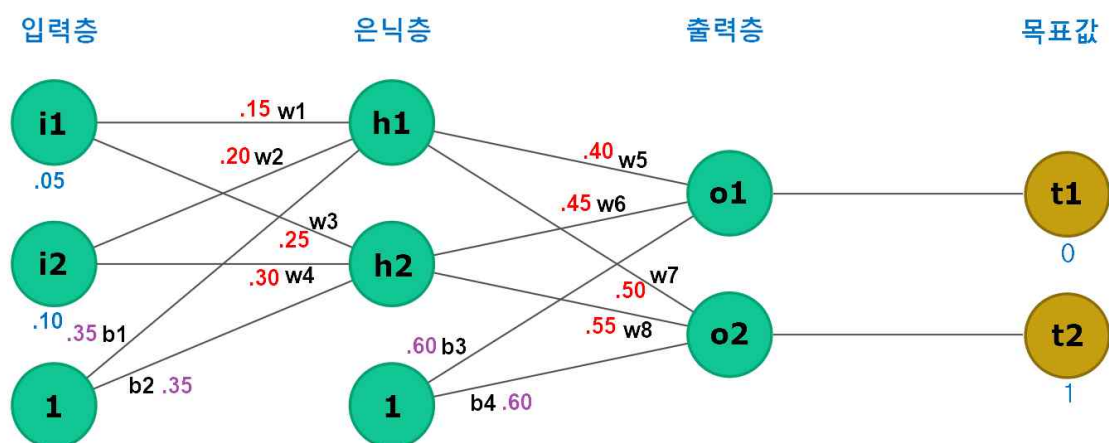 입력층 은닉층 출력층 목표값
i1 .15 w1 h1
.20 w2 .40 w5
.05 o1 t1
w3 .45 w6
.25 0
i2 .30 w4 h2 w7
.50
.10 .35 b1 .55 w8 o2 t2
.60 b3
b2 .35 b4 .60 1
1 1